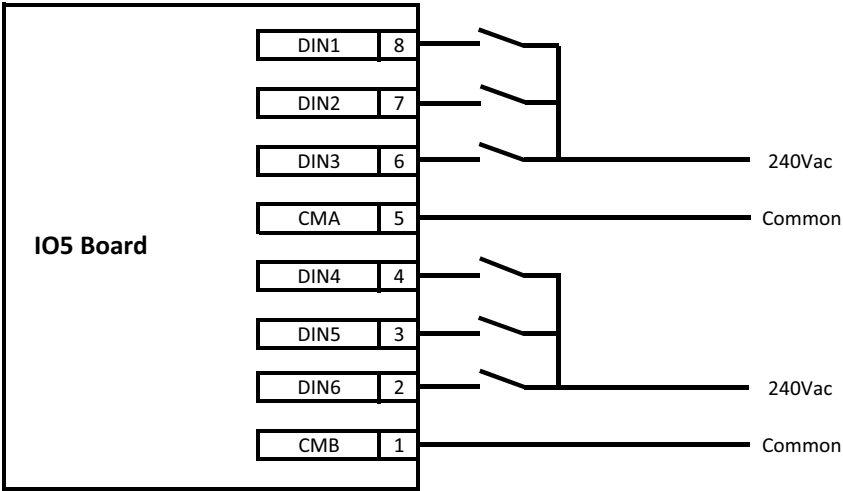 DIN1 8
DIN2 7
DIN3 6
240Vac
CMA 5
Common
IO5 Board
DIN4 4
DIN5 3
DIN6 2
240Vac
CMB 1
Common